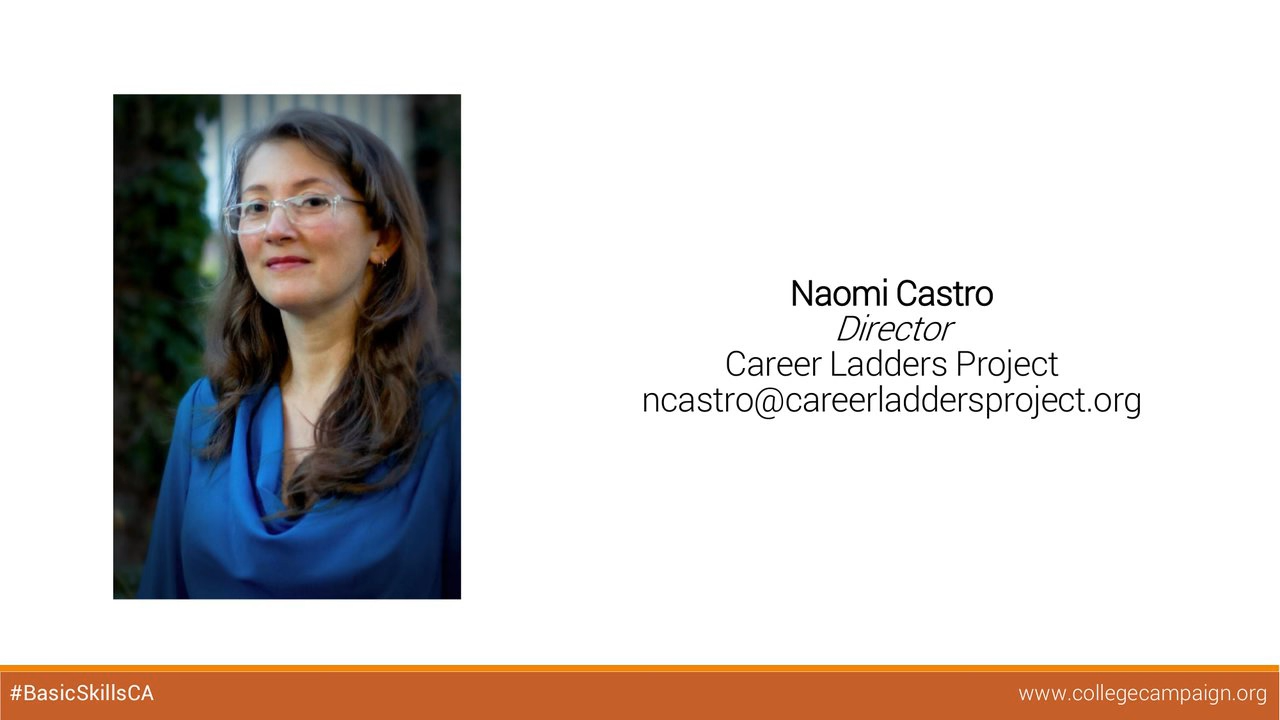 Naomi Castro
Director
Career Ladders Project
ncastro@careerladdersproject.org
#BasicSkillsCA
www.collegecampaign.org